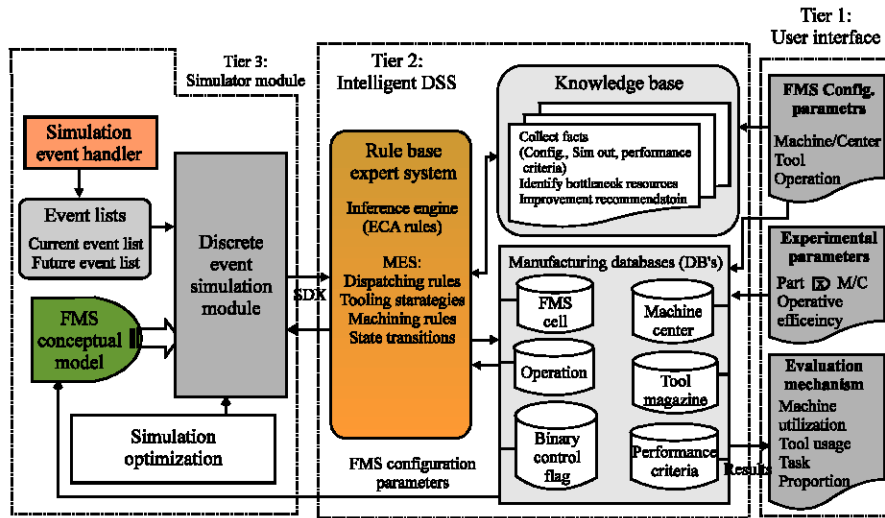 Tier 3:
Simulator module
Simulation
event handler
Event lists
Current event list
Future event list
FMS
conceptual
model
Discrete
event
simulation
module
Simulation
optimization
SDX
Tier 2:
Intelligent DSS
Rule base
expert system
Inference engine
(ECA rules)
MES:
Dispatching rules
Tooling starategies
Machining rules
State transitions
FMS configuration
parameters
Knowledge base
Collect facts
(Config., Sim out, performance
criteria)
Identify bottleneck resources
Improvement recommendatoin
Manufacturing databases (DB's)
FMS
cell
Machine
center
Operation
Tool
magazine
Binary
control
flag
Performance
criteria
Results
Tier 1:
User interface
FMS Config.
parametrs
Machine/Center
Tool
Operation
Experimental
parameters
Part [x] M/C
Operative
efficeincy
Evaluation
mechanism
Machine
utilization
Tool usage
Task
Proportion